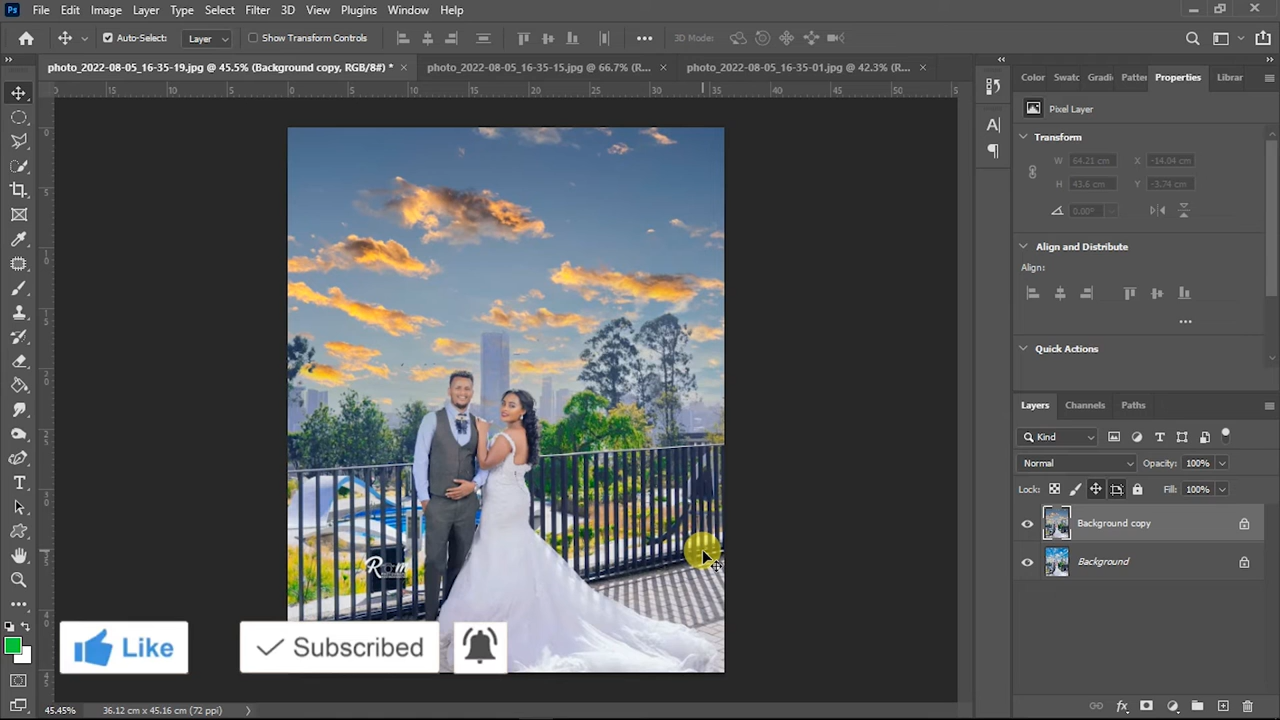 Ps File Edit Image Layer Type Select Filter 3D View Plugins Window Help
Auto-Select: Layer Show Transform Controls 3D Mode:
photo_2022-08-05_16-35-19.jpg @ 45.5% (Background copy, RGB/8#) * × photo_2022-08-05_16-35-15.jpg @ 66.7% (R... × photo_2022-08-05_16-35-01.jpg @ 42.3% (R... ×
Color Swatc Gradi Patter Properties Librar
Pixel Layer
Transform
W 64.21 cm X -14.04 cm
H 43.6 cm Y -3.74 cm
0.00°
Align and Distribute
Align:
Quick Actions
Layers Channels Paths
Kind
Normal Opacity: 100%
Lock: Fill: 100%
Background copy
Background
Rom
Like Subscribed
45.45% 36.12 cm x 45.16 cm (72 ppi)